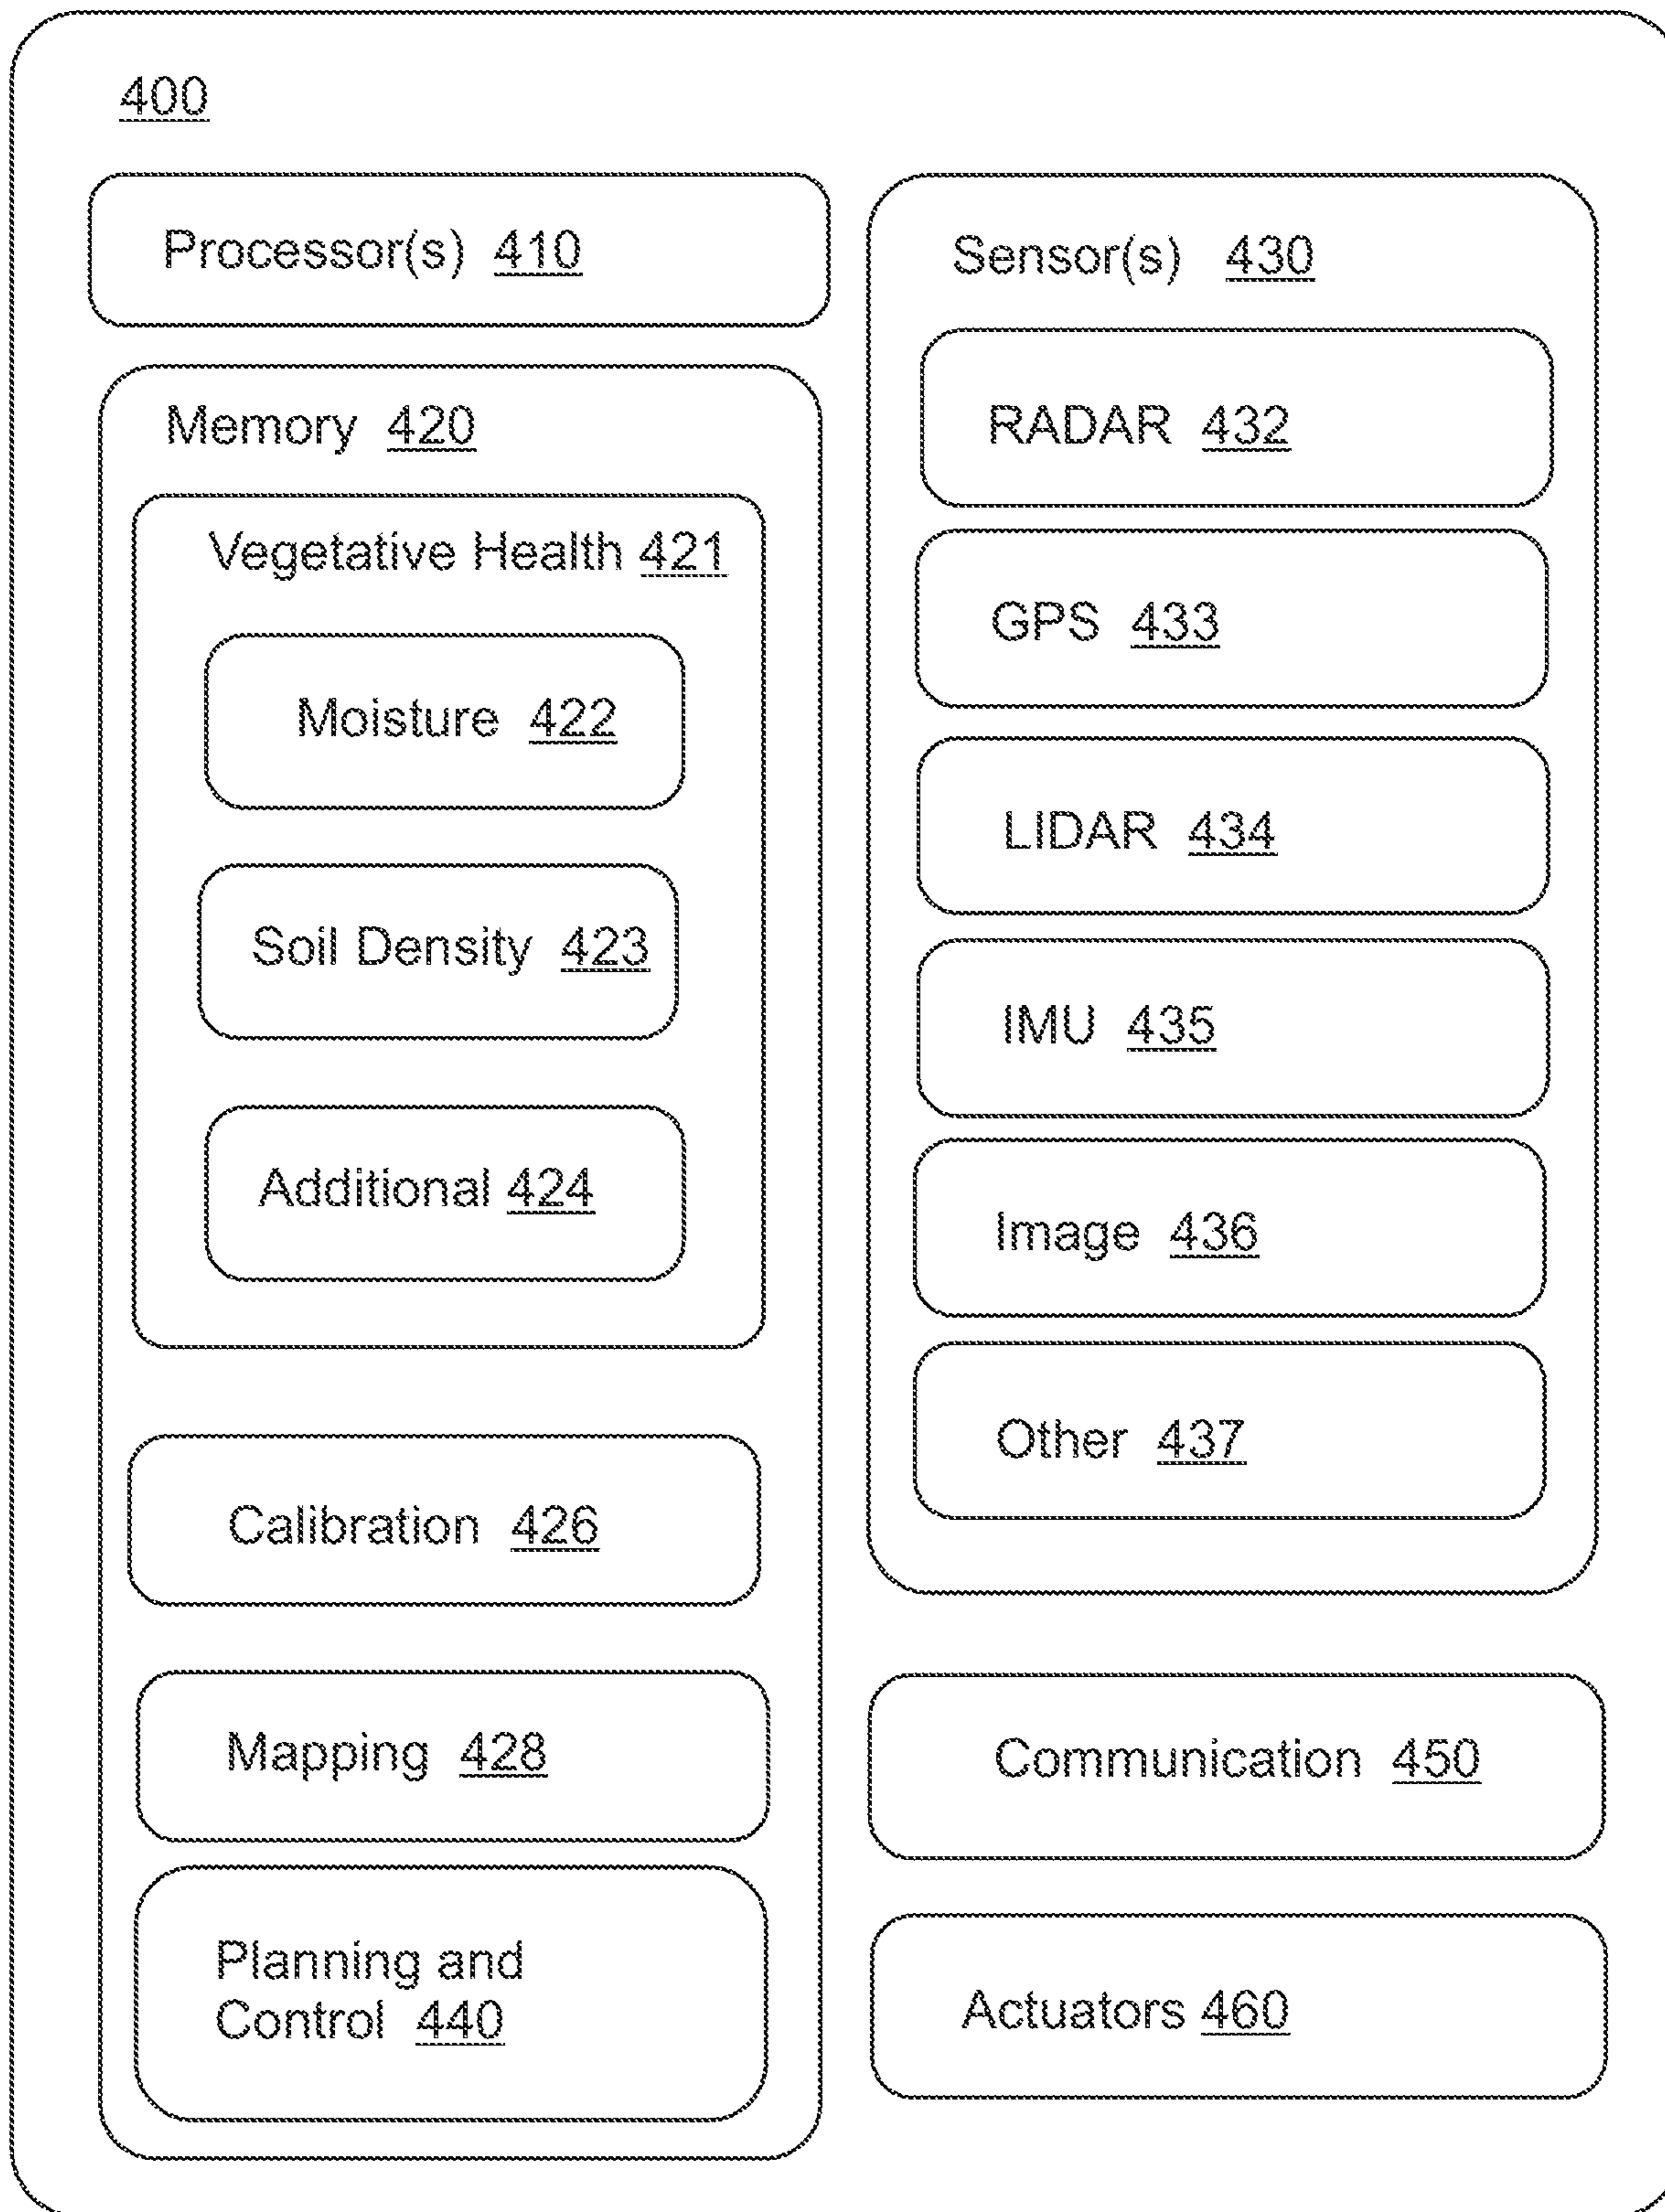 400
Processor(s) 410
Memory 420
Vegetative Health 421
Moisture 422
Soil Density 423
Additional 424
Calibration 426
Mapping 428
Planning and
Control 440
Sensor(s) 430
RADAR 432
GPS 433
LIDAR 434
IMU 435
Image 436
Other 437
Communication 450
Actuators 460